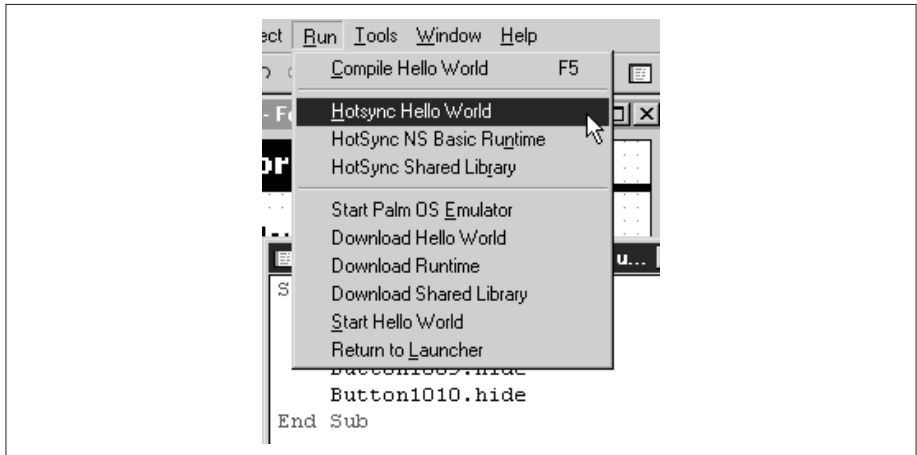 Run Tools Window Help
Compile Hello World F5
Hotsync Hello World
HotSync NS Basic Runtime
HotSync Shared Library
Start Palm OS Emulator
Download Hello World
Download Runtime
u...
Download Shared Library
Start Hello World
Return to Launcher
Button1010.hide
End Sub